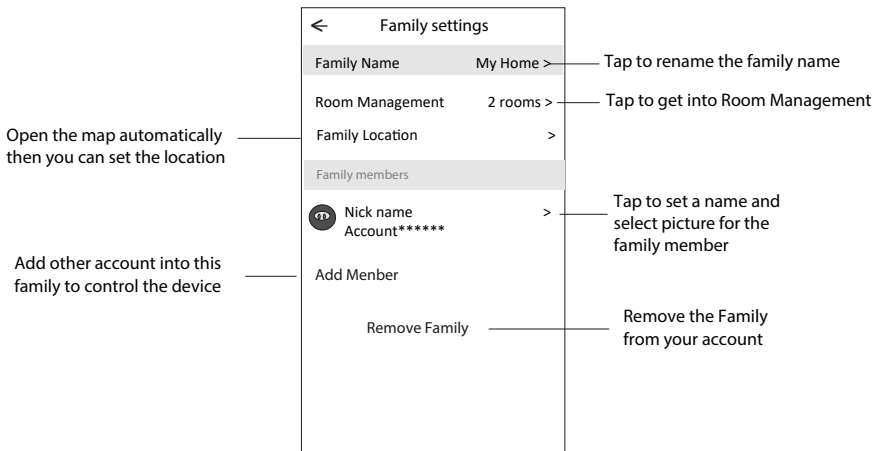 Family settings
Family Name My Home >
Tap to rename the family name
Room Management 2 rooms >
Tap to get into Room Management
Open the map automatically
then you can set the location
Family Location >
Family members
Nick name >
Account******
Tap to set a name and
select picture for the
family member
Add other account into this
family to control the device
Add Menber
Remove Family
Remove the Family
from your account